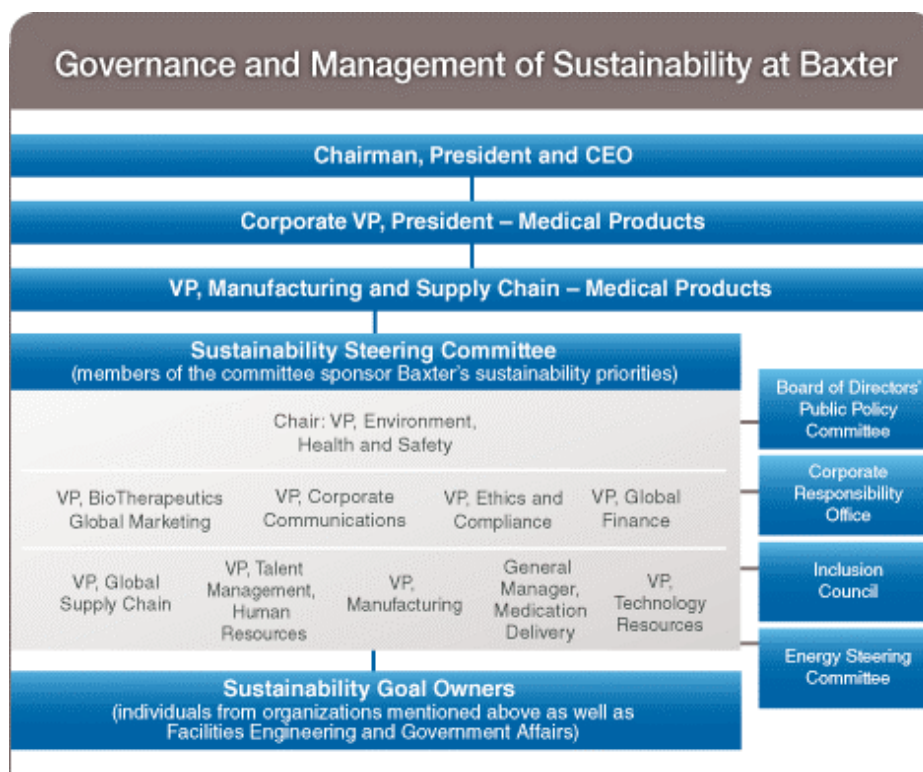 Governance and Management of Sustainability at Baxter
Chairman, President and CEO
Corporate VP, President – Medical Products
VP, Manufacturing and Supply Chain – Medical Products
Sustainability Steering Committee
(members of the committee sponsor Baxter's sustainability priorities)
Chair: VP, Environment,
Health and Safety
VP, BioTherapeutics
Global Marketing
VP, Corporate
Communications
VP, Ethics and
Compliance
VP, Global
Finance
VP, Global
Supply Chain
VP, Talent
Management,
Human
Resources
VP,
Manufacturing
General
Manager,
Medication
Delivery
VP,
Technology
Resources
Board of Directors'
Public Policy
Committee
Corporate
Responsibility
Office
Inclusion
Council
Energy Steering
Committee
Sustainability Goal Owners
(individuals from organizations mentioned above as well as
Facilities Engineering and Government Affairs)